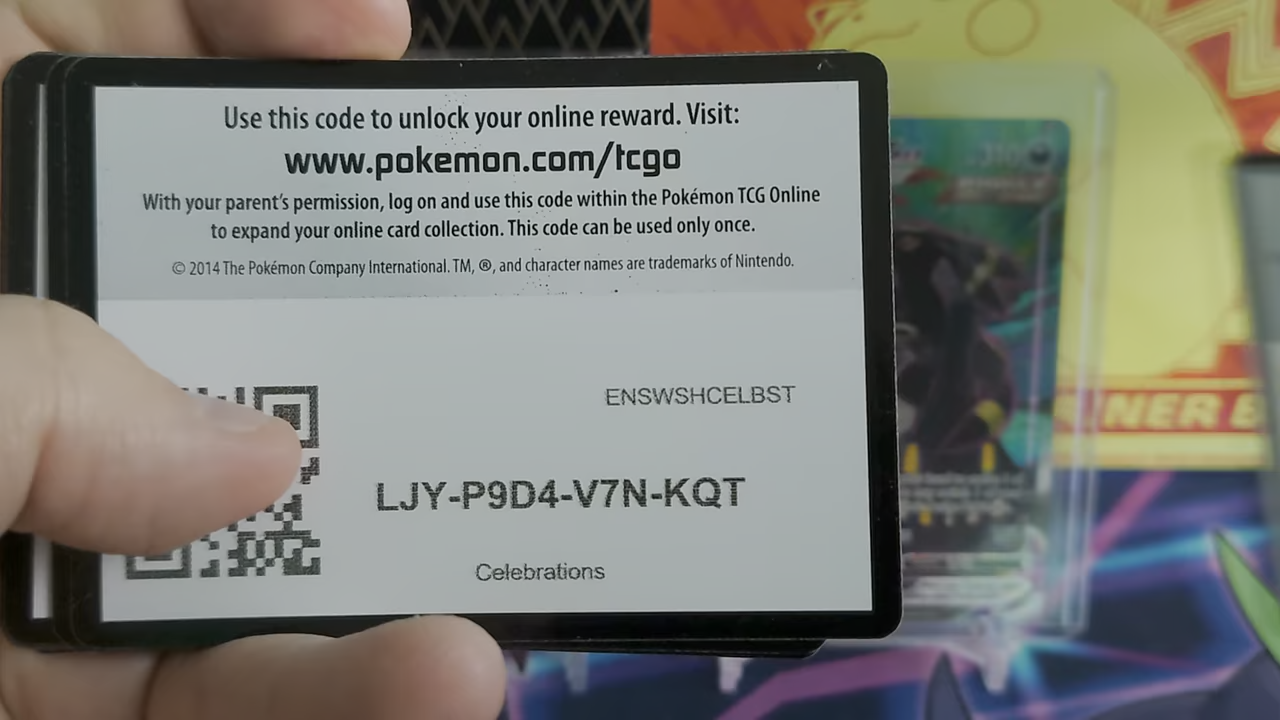 Use this code to unlock your online reward. Visit:
www.pokemon.com/tcgo
With your parent's permission, log on and use this code within the Pokémon TCG Online
to expand your online card collection. This code can be used only once.
© 2014 The Pokémon Company International. TM, ®, and character names are trademarks of Nintendo.
ENSWSHCELBST
LJY-P9D4-V7N-KQT
Celebrations